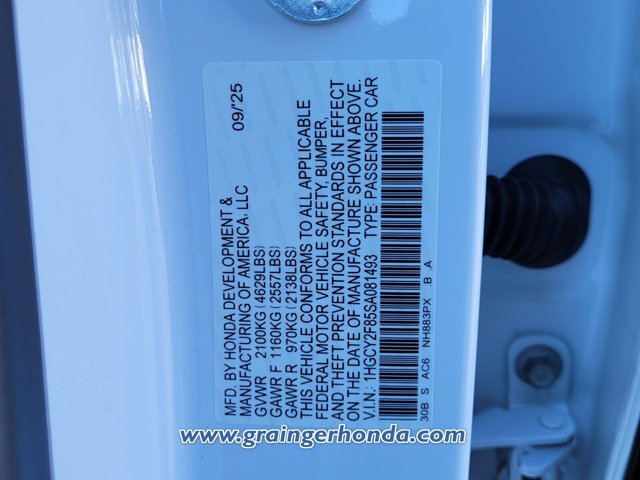 MFD. BY HONDA DEVELOPMENT &
MANUFACTURING OF AMERICA, LLC
09/'25
GVWR 2100KG (4629LBS)
GAWR F 1160KG (2557LBS)
GAWR R 970KG (2138LBS)
THIS VEHICLE CONFORMS TO ALL APPLICABLE
FEDERAL MOTOR VEHICLE SAFETY, BUMPER,
AND THEFT PREVENTION STANDARDS IN EFFECT
ON THE DATE OF MANUFACTURE SHOWN ABOVE.
V.I.N.: 1HGCY2F85SA081493 TYPE: PASSENGER CAR
30B S AC6 NH883PX .B .A
www.graingerhonda.com